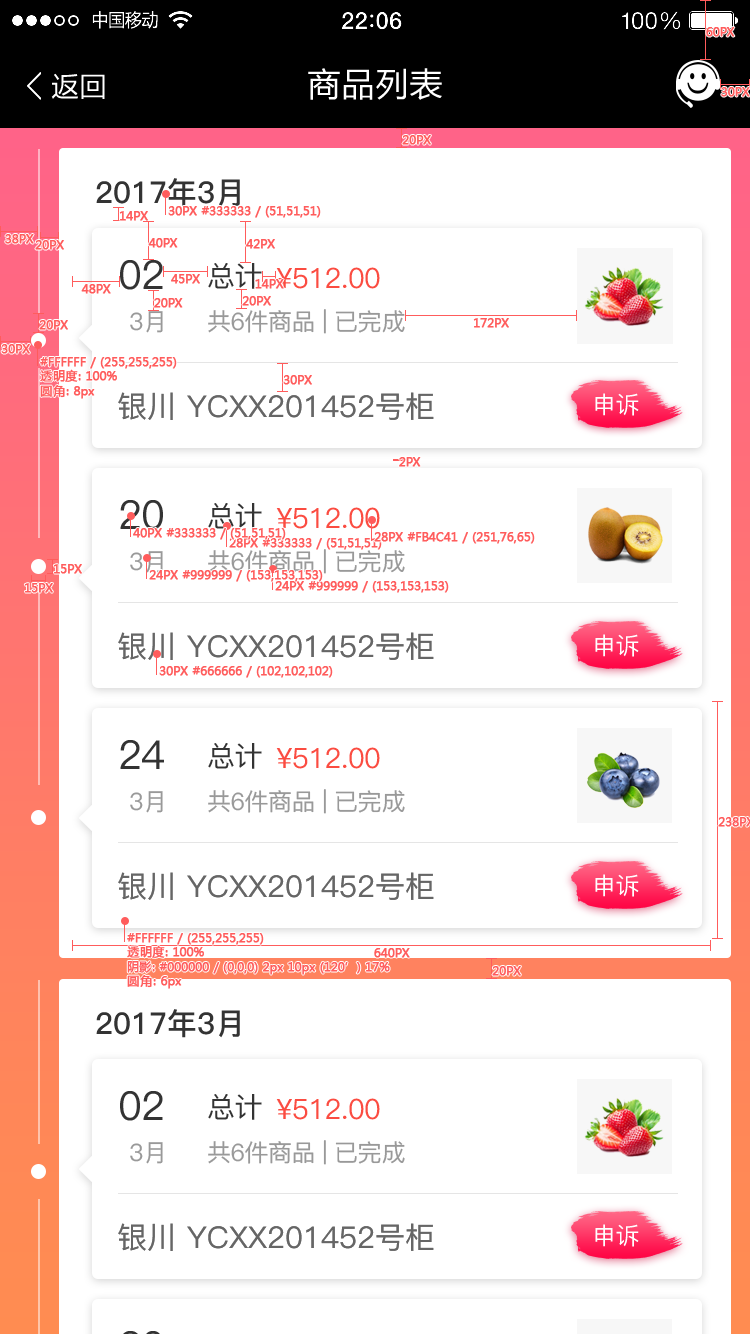 中国移动 22:06 100%
60PX
返回 商品列表
30PX
20PX
2017年3月
30PX #333333 / (51,51,51)
14PX
38PX 20PX 40PX 42PX
02 总计 ¥512.00
45PX 14PX
48PX
20PX 20PX
3月 共6件商品 | 已完成
172PX
20PX
30PX
#FFFFFF / (255,255,255)
透明度: 100%
圆角: 8px
30PX
银川 YCXX201452号柜 申诉
2PX
20 总计 ¥512.00
40PX #333333 / (51,51,51)
28PX #333333 / (51,51,51)
28PX #FB4C41 / (251,76,65)
3月 共6件商品 | 已完成
15PX
15PX
24PX #999999 / (153,153,153)
24PX #999999 / (153,153,153)
银川 YCXX201452号柜 申诉
30PX #666666 / (102,102,102)
24 总计 ¥512.00
3月 共6件商品 | 已完成
238PX
银川 YCXX201452号柜 申诉
#FFFFFF / (255,255,255)
透明度: 100%
640PX
阴影: #000000 / (0,0,0) 2px 10px (120° ) 17%
20PX
圆角: 6px
2017年3月
02 总计 ¥512.00
3月 共6件商品 | 已完成
银川 YCXX201452号柜 申诉